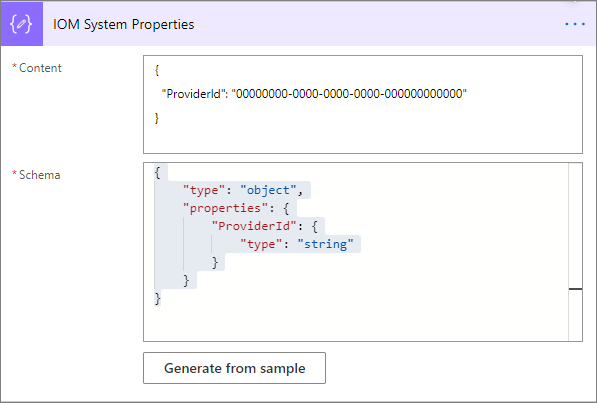 IOM System Properties
* Content
{
"ProviderId": "00000000-0000-0000-0000-000000000000"
}
* Schema
{
"type": "object",
"properties": {
"ProviderId": {
"type": "string"
}
}
}
Generate from sample